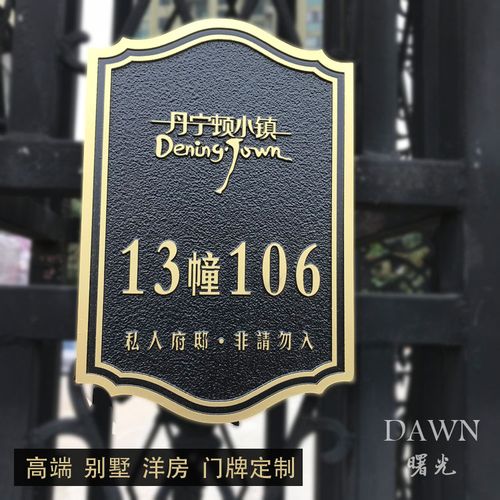 丹宁顿小镇
Dening·Town
13幢106
私人府邸·非請勿入
DAWN
曙光
高端 别墅 洋房 门牌定制